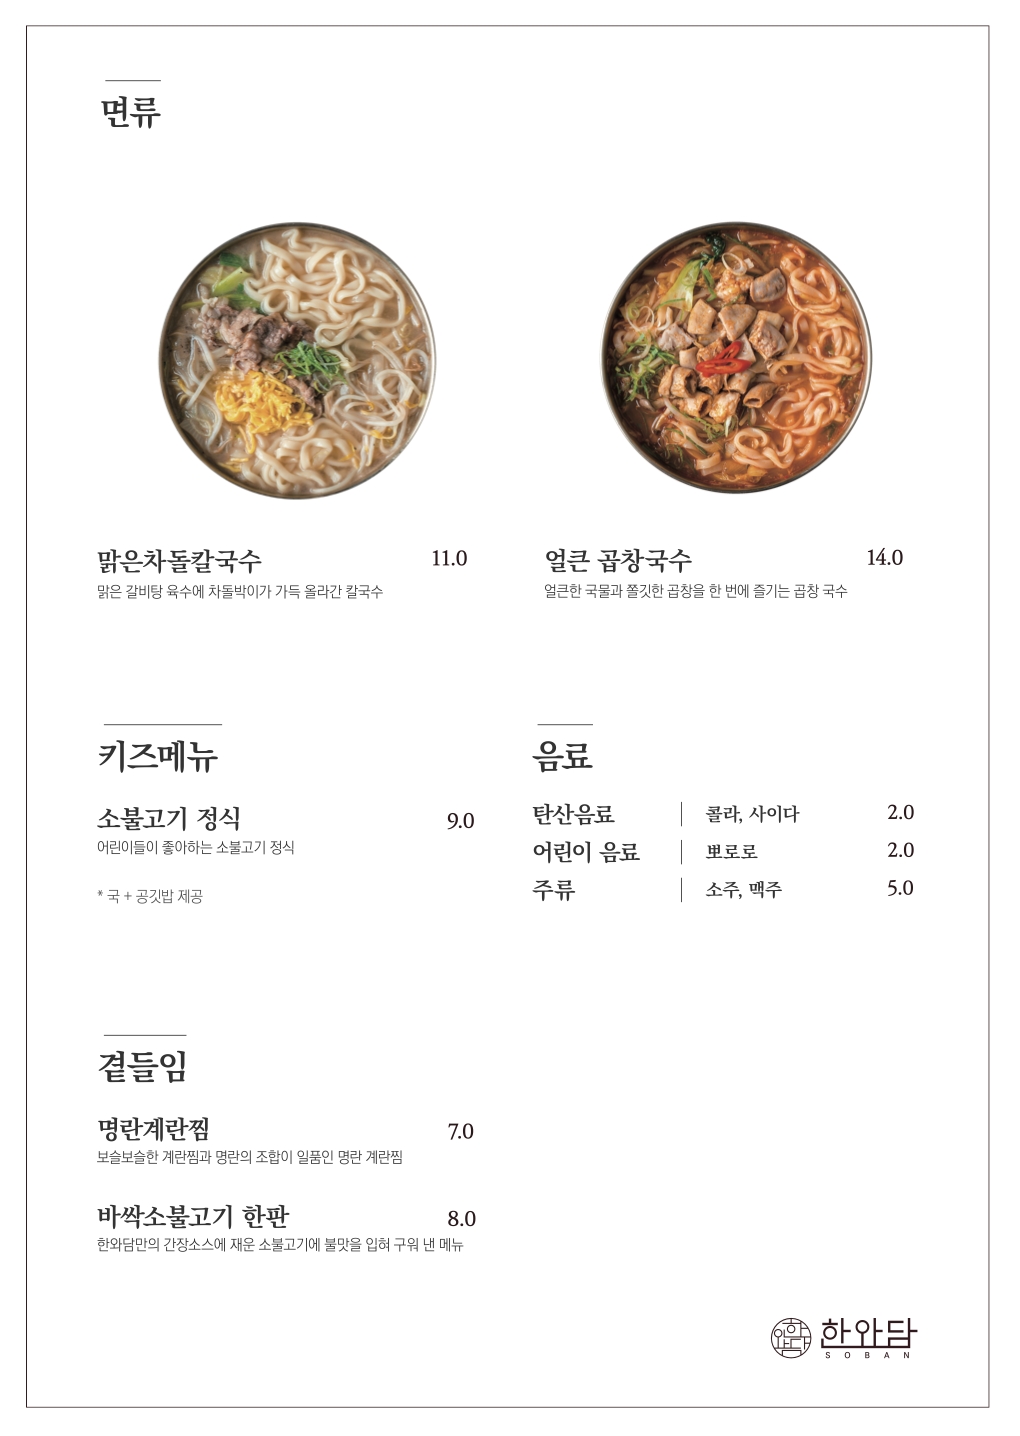 면류
맑은차돌칼국수 11.0
맑은 갈비탕 육수에 차돌박이가 가득 올라간 칼국수
얼큰 곱창국수 14.0
얼큰한 국물과 쫄깃한 곱창을 한 번에 즐기는 곱창 국수
키즈메뉴
소불고기 정식 9.0
어린이들이 좋아하는 소불고기 정식
* 국 + 공깃밥 제공
음료
탄산음료 | 콜라, 사이다 2.0
어린이 음료 | 뽀로로 2.0
주류 | 소주, 맥주 5.0
곁들임
명란계란찜 7.0
보슬보슬한 계란찜과 명란의 조합이 일품인 명란 계란찜
바싹소불고기 한판 8.0
한와담만의 간장소스에 재운 소불고기에 불맛을 입혀 구워 낸 메뉴
한와담
SOBAN